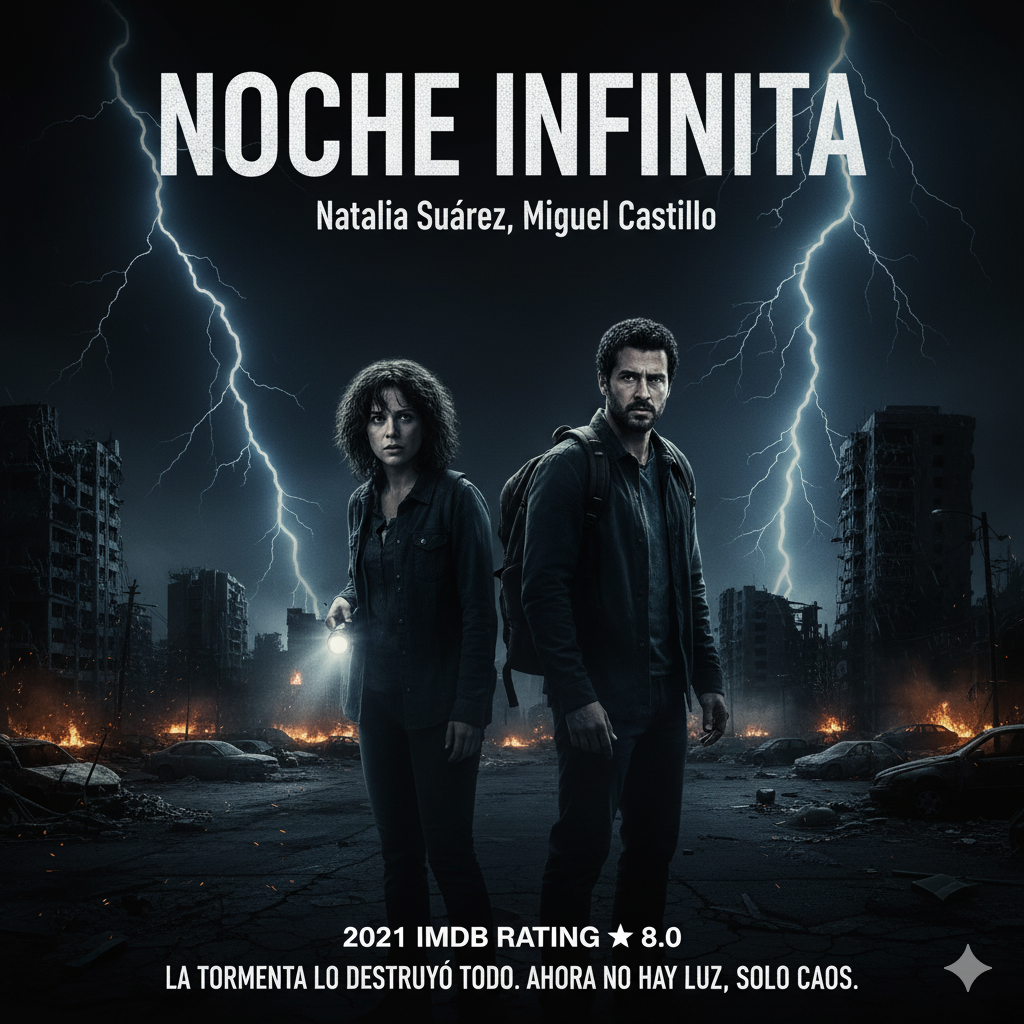 NOCHE INFINITA
Natalia Suárez, Miguel Castillo
2021 IMDB RATING ★ 8.0
LA TORMENTA LO DESTRUYÓ TODO. AHORA NO HAY LUZ, SOLO CAOS.